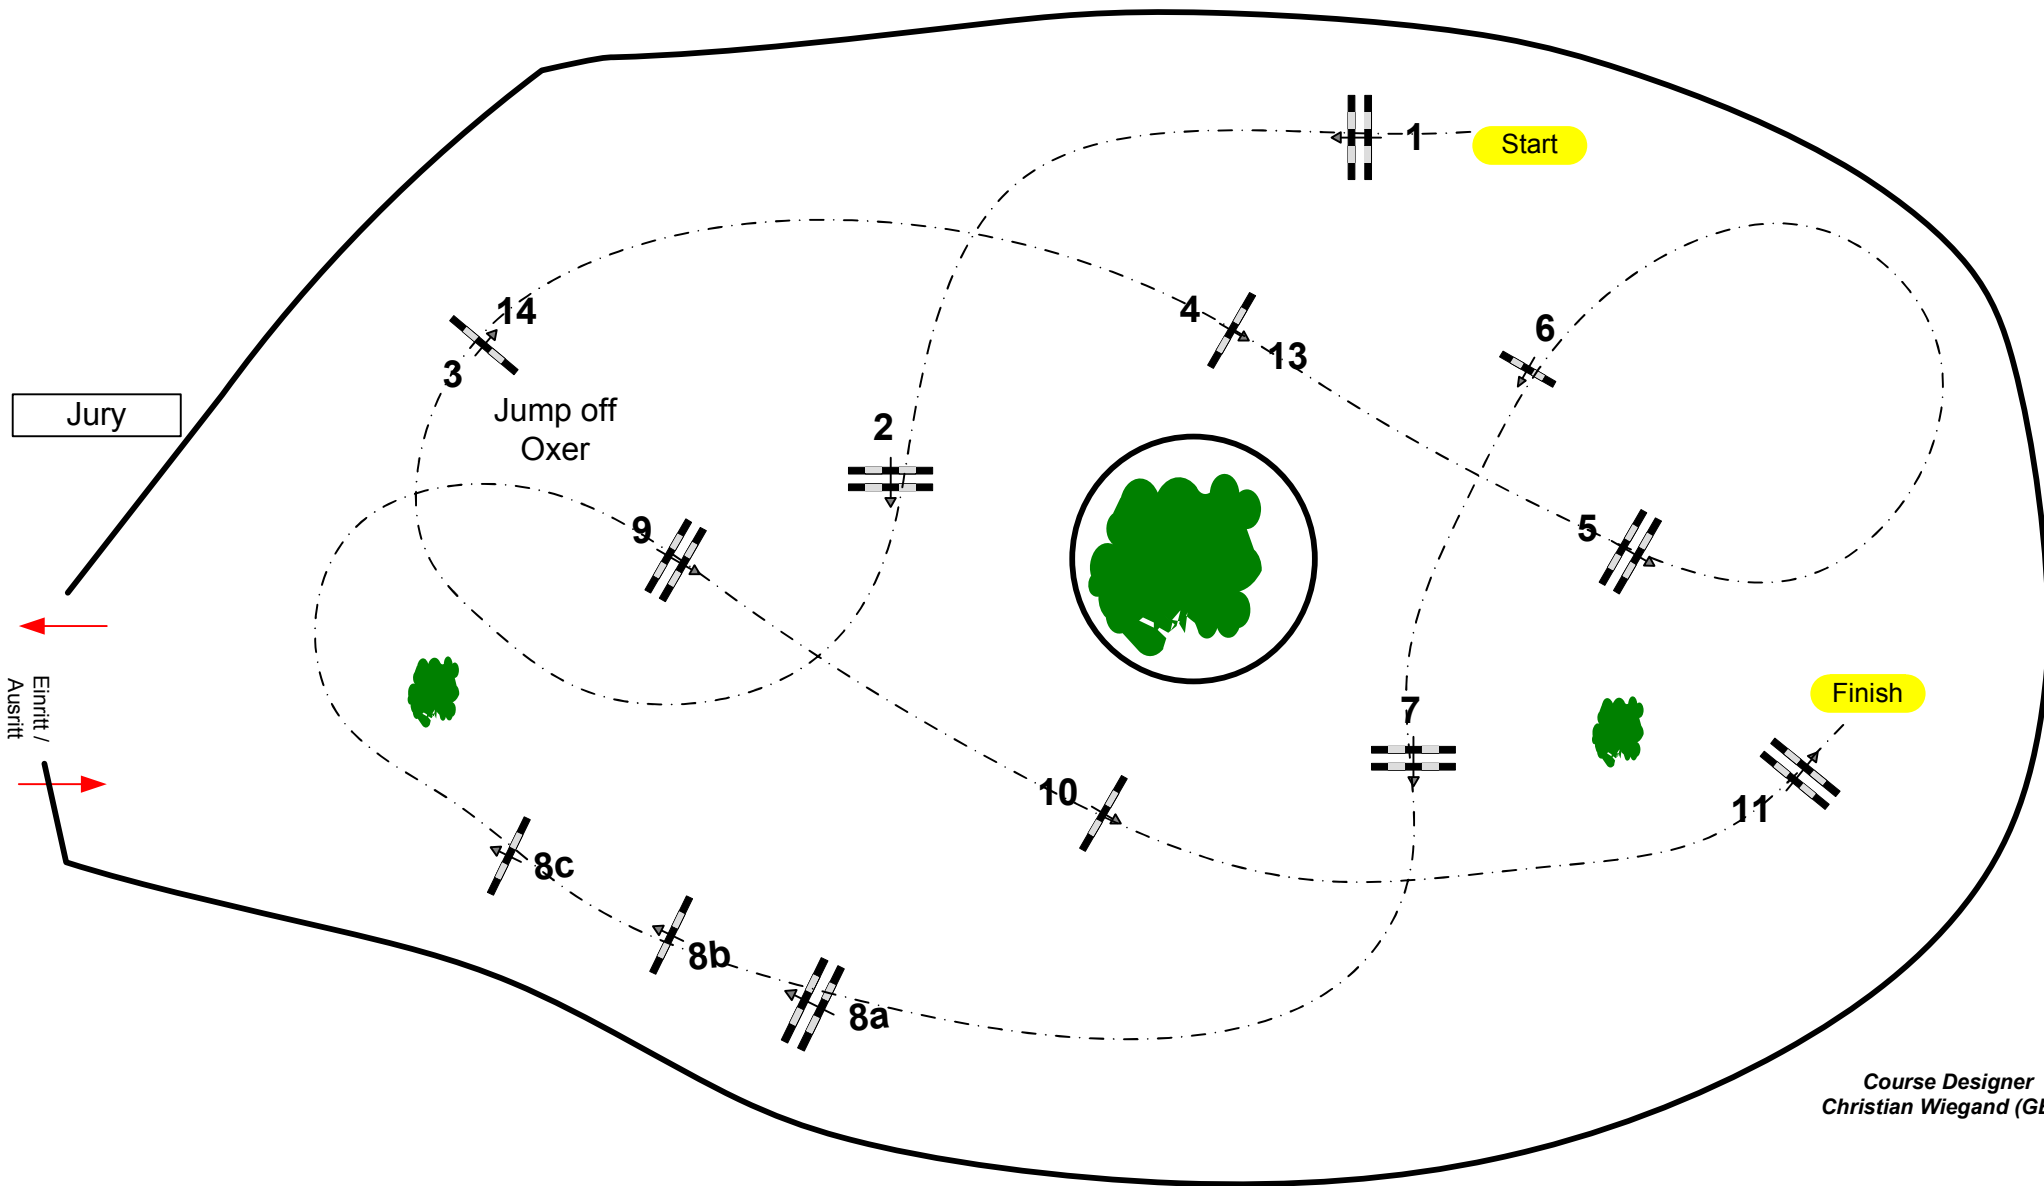 1
Start
14
4
6
13
3
Jury
Jump off
Oxer
2
9
5
Einritt /
Ausritt
Finish
7
10
11
8c
8b
8a
Course Designer
Christian Wiegand (GE